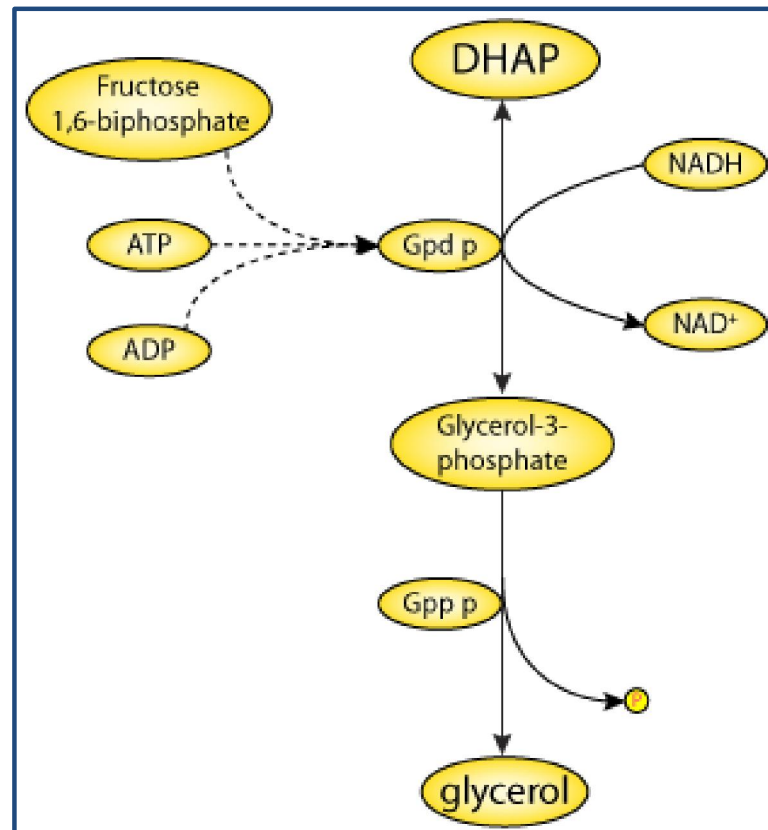 DHAP
Fructose
1,6-biphosphate
NADH
ATP
Gpd p
NAD⁺
ADP
Glycerol-3-
phosphate
Gpp p
P
glycerol